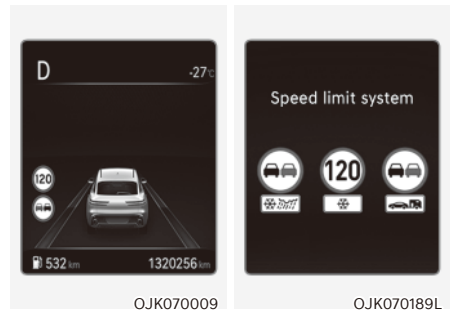 D
-27°C
120
532 km
1320256 km
OJK070009
Speed limit system
120
OJK070189L